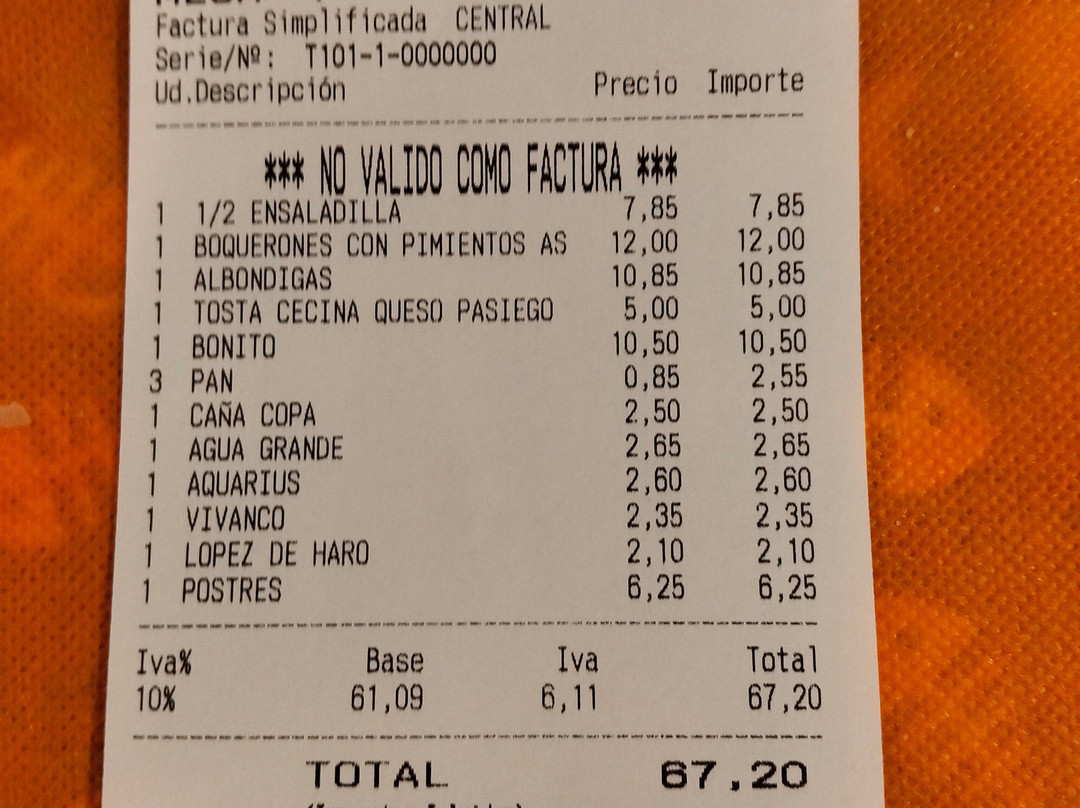 Factura Simplificada CENTRAL
Serie/Nº: T101-1-0000000
Ud.Descripción Precio Importe
*** NO VALIDO COMO FACTURA ***
1 1/2 ENSALADILLA 7,85 7,85
1 BOQUERONES CON PIMIENTOS AS 12,00 12,00
1 ALBONDIGAS 10,85 10,85
1 TOSTA CECINA QUESO PASIEGO 5,00 5,00
1 BONITO 10,50 10,50
3 PAN 0,85 2,55
1 CAÑA COPA 2,50 2,50
1 AGUA GRANDE 2,65 2,65
1 AQUARIUS 2,60 2,60
1 VIVANCO 2,35 2,35
1 LOPEZ DE HARO 2,10 2,10
1 POSTRES 6,25 6,25
Iva% Base Iva Total
10% 61,09 6,11 67,20
TOTAL 67,20